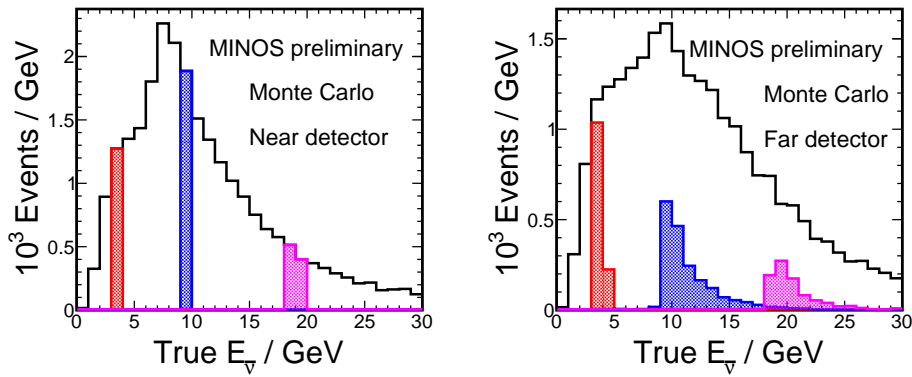 10³ Events / GeV
2
1.5
1
0.5
0
MINOS preliminary
Monte Carlo
Near detector
0 5 10 15 20 25 30
True E_ν̅ / GeV
10³ Events / GeV
1.5
1
0.5
0
MINOS preliminary
Monte Carlo
Far detector
0 5 10 15 20 25 30
True E_ν̅ / GeV